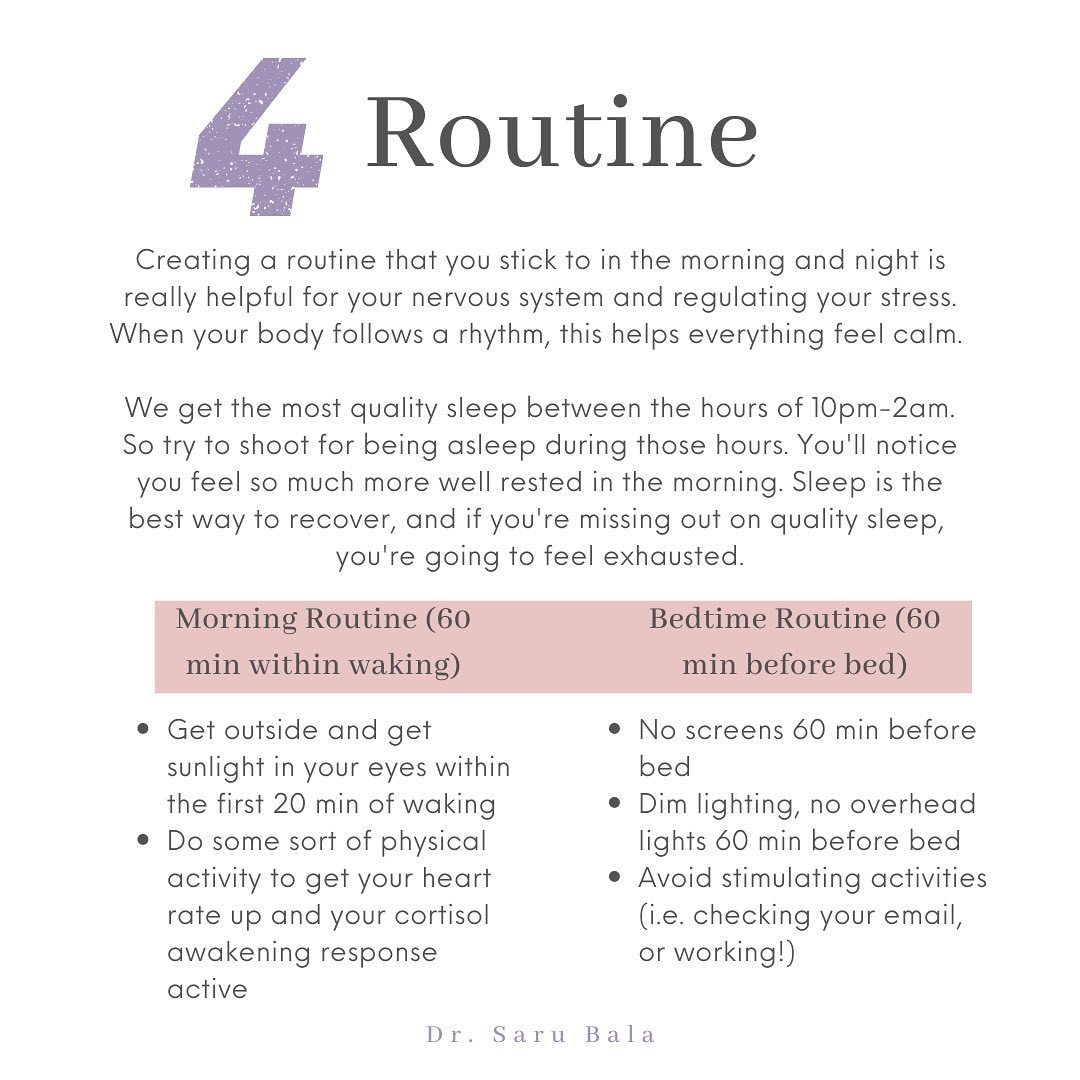 4 Routine
Creating a routine that you stick to in the morning and night is
really helpful for your nervous system and regulating your stress.
When your body follows a rhythm, this helps everything feel calm.
We get the most quality sleep between the hours of 10pm-2am.
So try to shoot for being asleep during those hours. You'll notice
you feel so much more well rested in the morning. Sleep is the
best way to recover, and if you're missing out on quality sleep,
you're going to feel exhausted.
Morning Routine (60
min within waking)
• Get outside and get
sunlight in your eyes within
the first 20 min of waking
• Do some sort of physical
activity to get your heart
rate up and your cortisol
awakening response
active
Bedtime Routine (60
min before bed)
• No screens 60 min before
bed
• Dim lighting, no overhead
lights 60 min before bed
• Avoid stimulating activities
(i.e. checking your email,
or working!)
Dr. Saru Bala